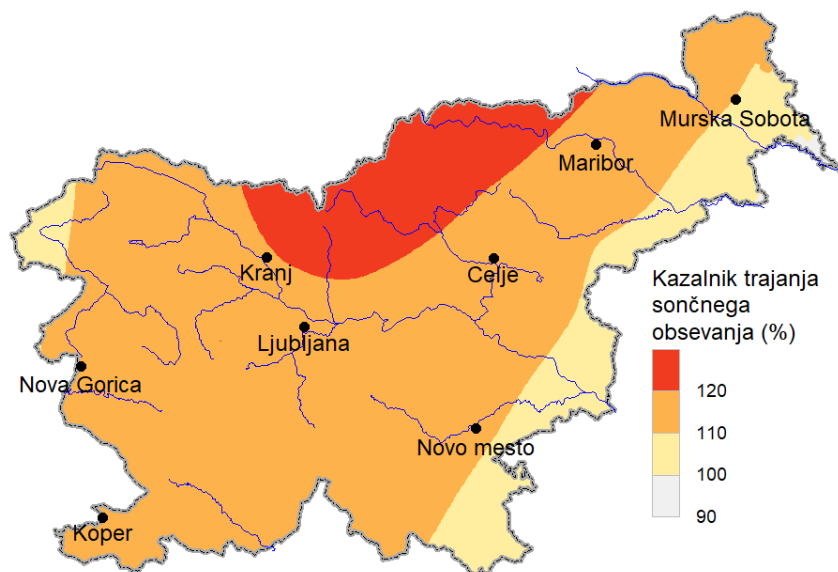 Murska Sobota
Maribor
Kranj
Celje
Ljubljana
Nova Gorica
Novo mesto
Koper
Kazalnik trajanja
sončnega
obsevanja (%)
120
110
100
90